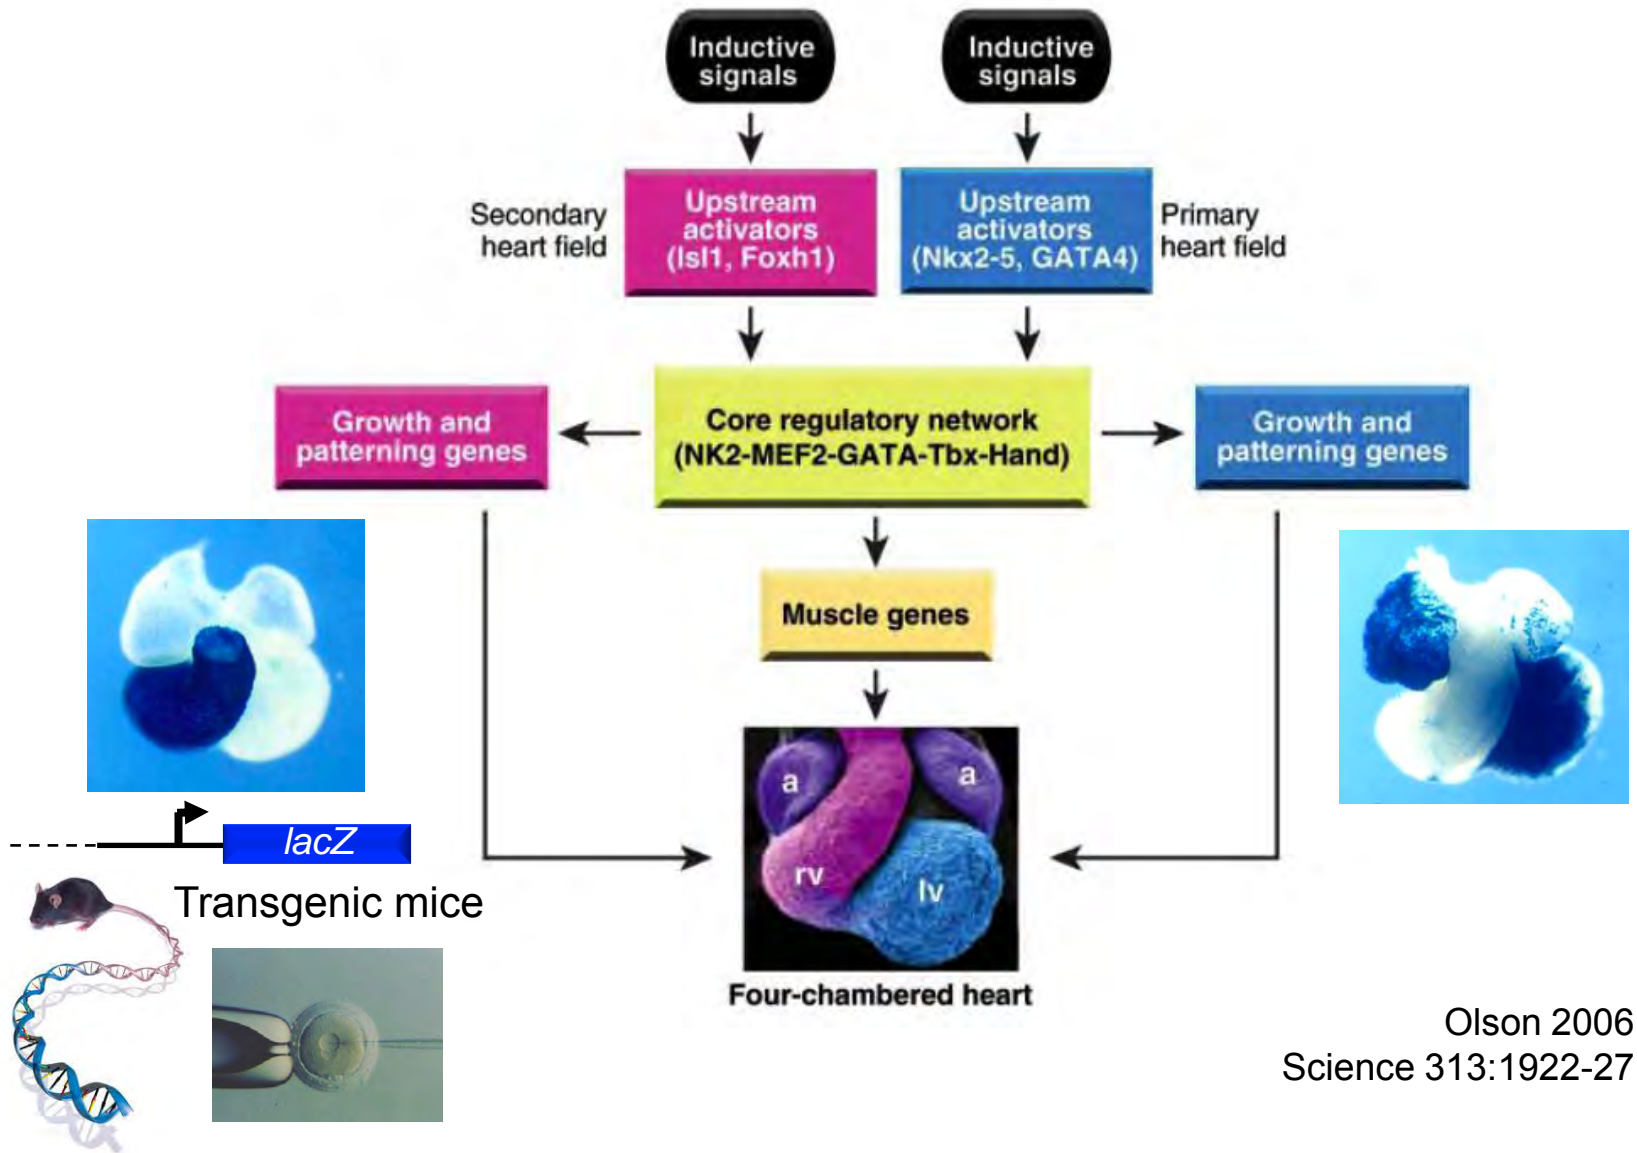 Inductive
signals
Inductive
signals
Secondary
heart field
Upstream
activators
(Isl1, Foxh1)
Upstream
activators
(Nkx2-5, GATA4)
Primary
heart field
Growth and
patterning genes
Core regulatory network
(NK2-MEF2-GATA-Tbx-Hand)
Growth and
patterning genes
Muscle genes
a
a
rv
lv
Four-chambered heart
lacZ
Transgenic mice
Olson 2006
Science 313:1922-27